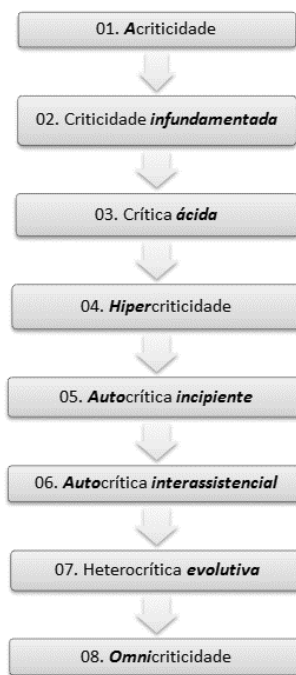 01. Acriticidade
02. Criticidade infundamentada
03. Crítica ácida
04. Hipercriticidade
05. Autocrítica incipiente
06. Autocrítica interassistencial
07. Heterocrítica evolutiva
08. Omnicriticidade